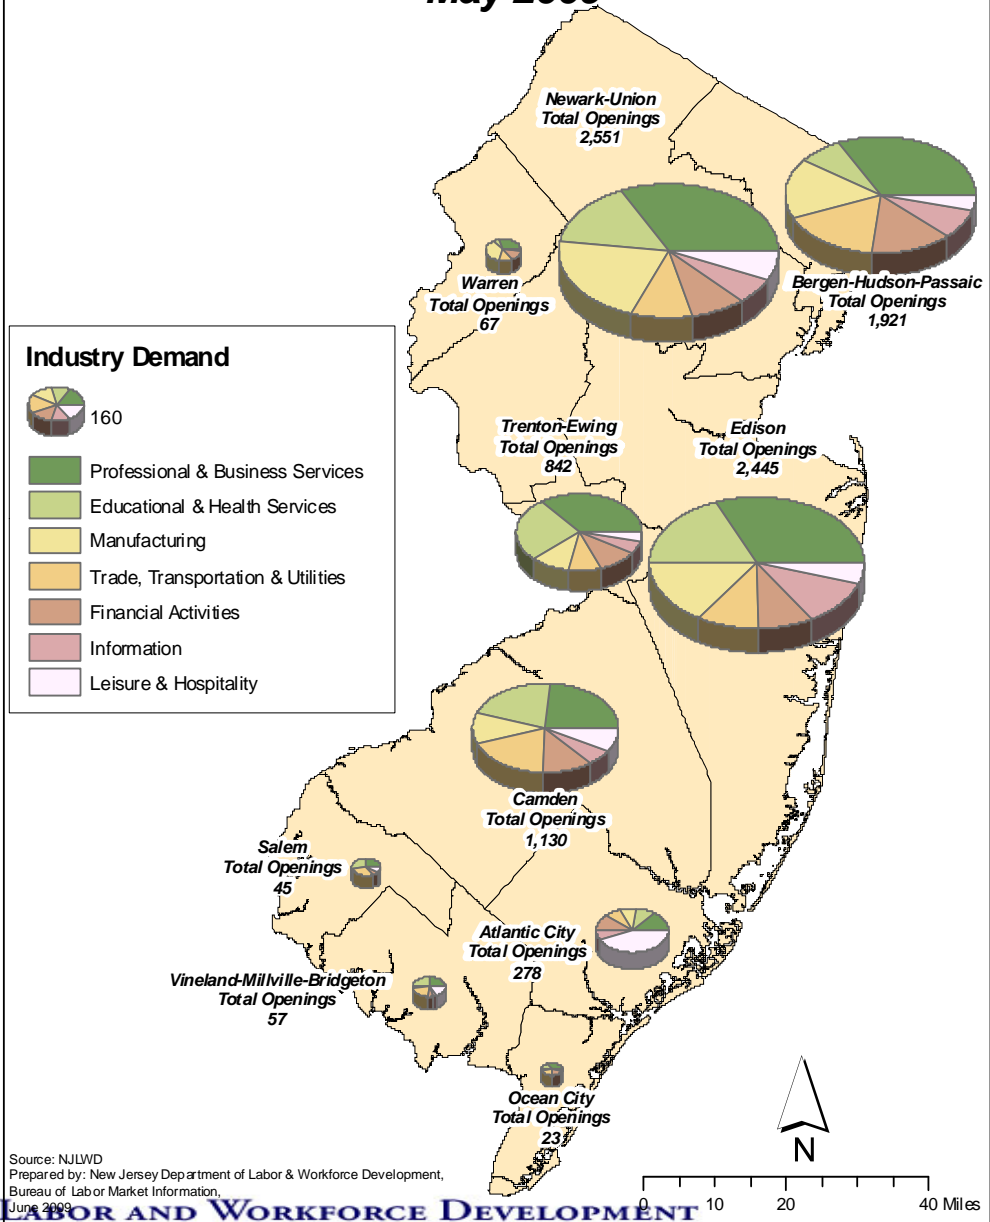 Newark-Union
Total Openings
2,551
Bergen-Hudson-Passaic
Total Openings
1,921
Warren
Total Openings
67
Industry Demand
160
Professional & Business Services
Educational & Health Services
Manufacturing
Trade, Transportation & Utilities
Financial Activities
Information
Leisure & Hospitality
Trenton-Ewing
Total Openings
842
Edison
Total Openings
2,445
Camden
Total Openings
1,130
Salem
Total Openings
45
Atlantic City
Total Openings
278
Vineland-Millville-Bridgeton
Total Openings
57
Ocean City
Total Openings
23
N
0 10 20 40 Miles
Source: NJLWD
Prepared by: New Jersey Department of Labor & Workforce Development,
Bureau of Labor Market Information,
June 2009
LABOR AND WORKFORCE DEVELOPMENT